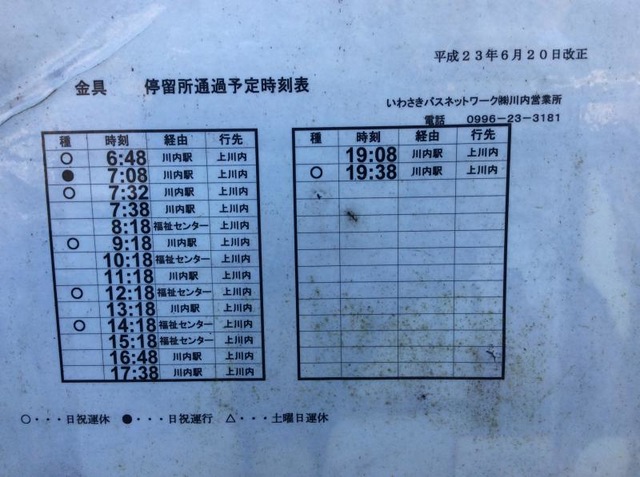 平成23年6月20日改正
金具 停留所通過予定時刻表
いわさきバスネットワーク㈱川内営業所
電話 0996-23-3181
種 時刻 経由 行先
○ 6:48 川内駅 上川内
● 7:08 川内駅 上川内
○ 7:32 川内駅 上川内
7:38 川内駅 上川内
8:18 福祉センター 上川内
○ 9:18 川内駅 上川内
10:18 福祉センター 上川内
11:18 川内駅 上川内
○ 12:18 福祉センター 上川内
13:18 川内駅 上川内
○ 14:18 福祉センター 上川内
15:18 福祉センター 上川内
16:48 川内駅 上川内
17:38 川内駅 上川内
種 時刻 経由 行先
19:08 川内駅 上川内
○ 19:38 川内駅 上川内
○・・・日祝運休 ●・・・日祝運行 △・・・土曜日運休